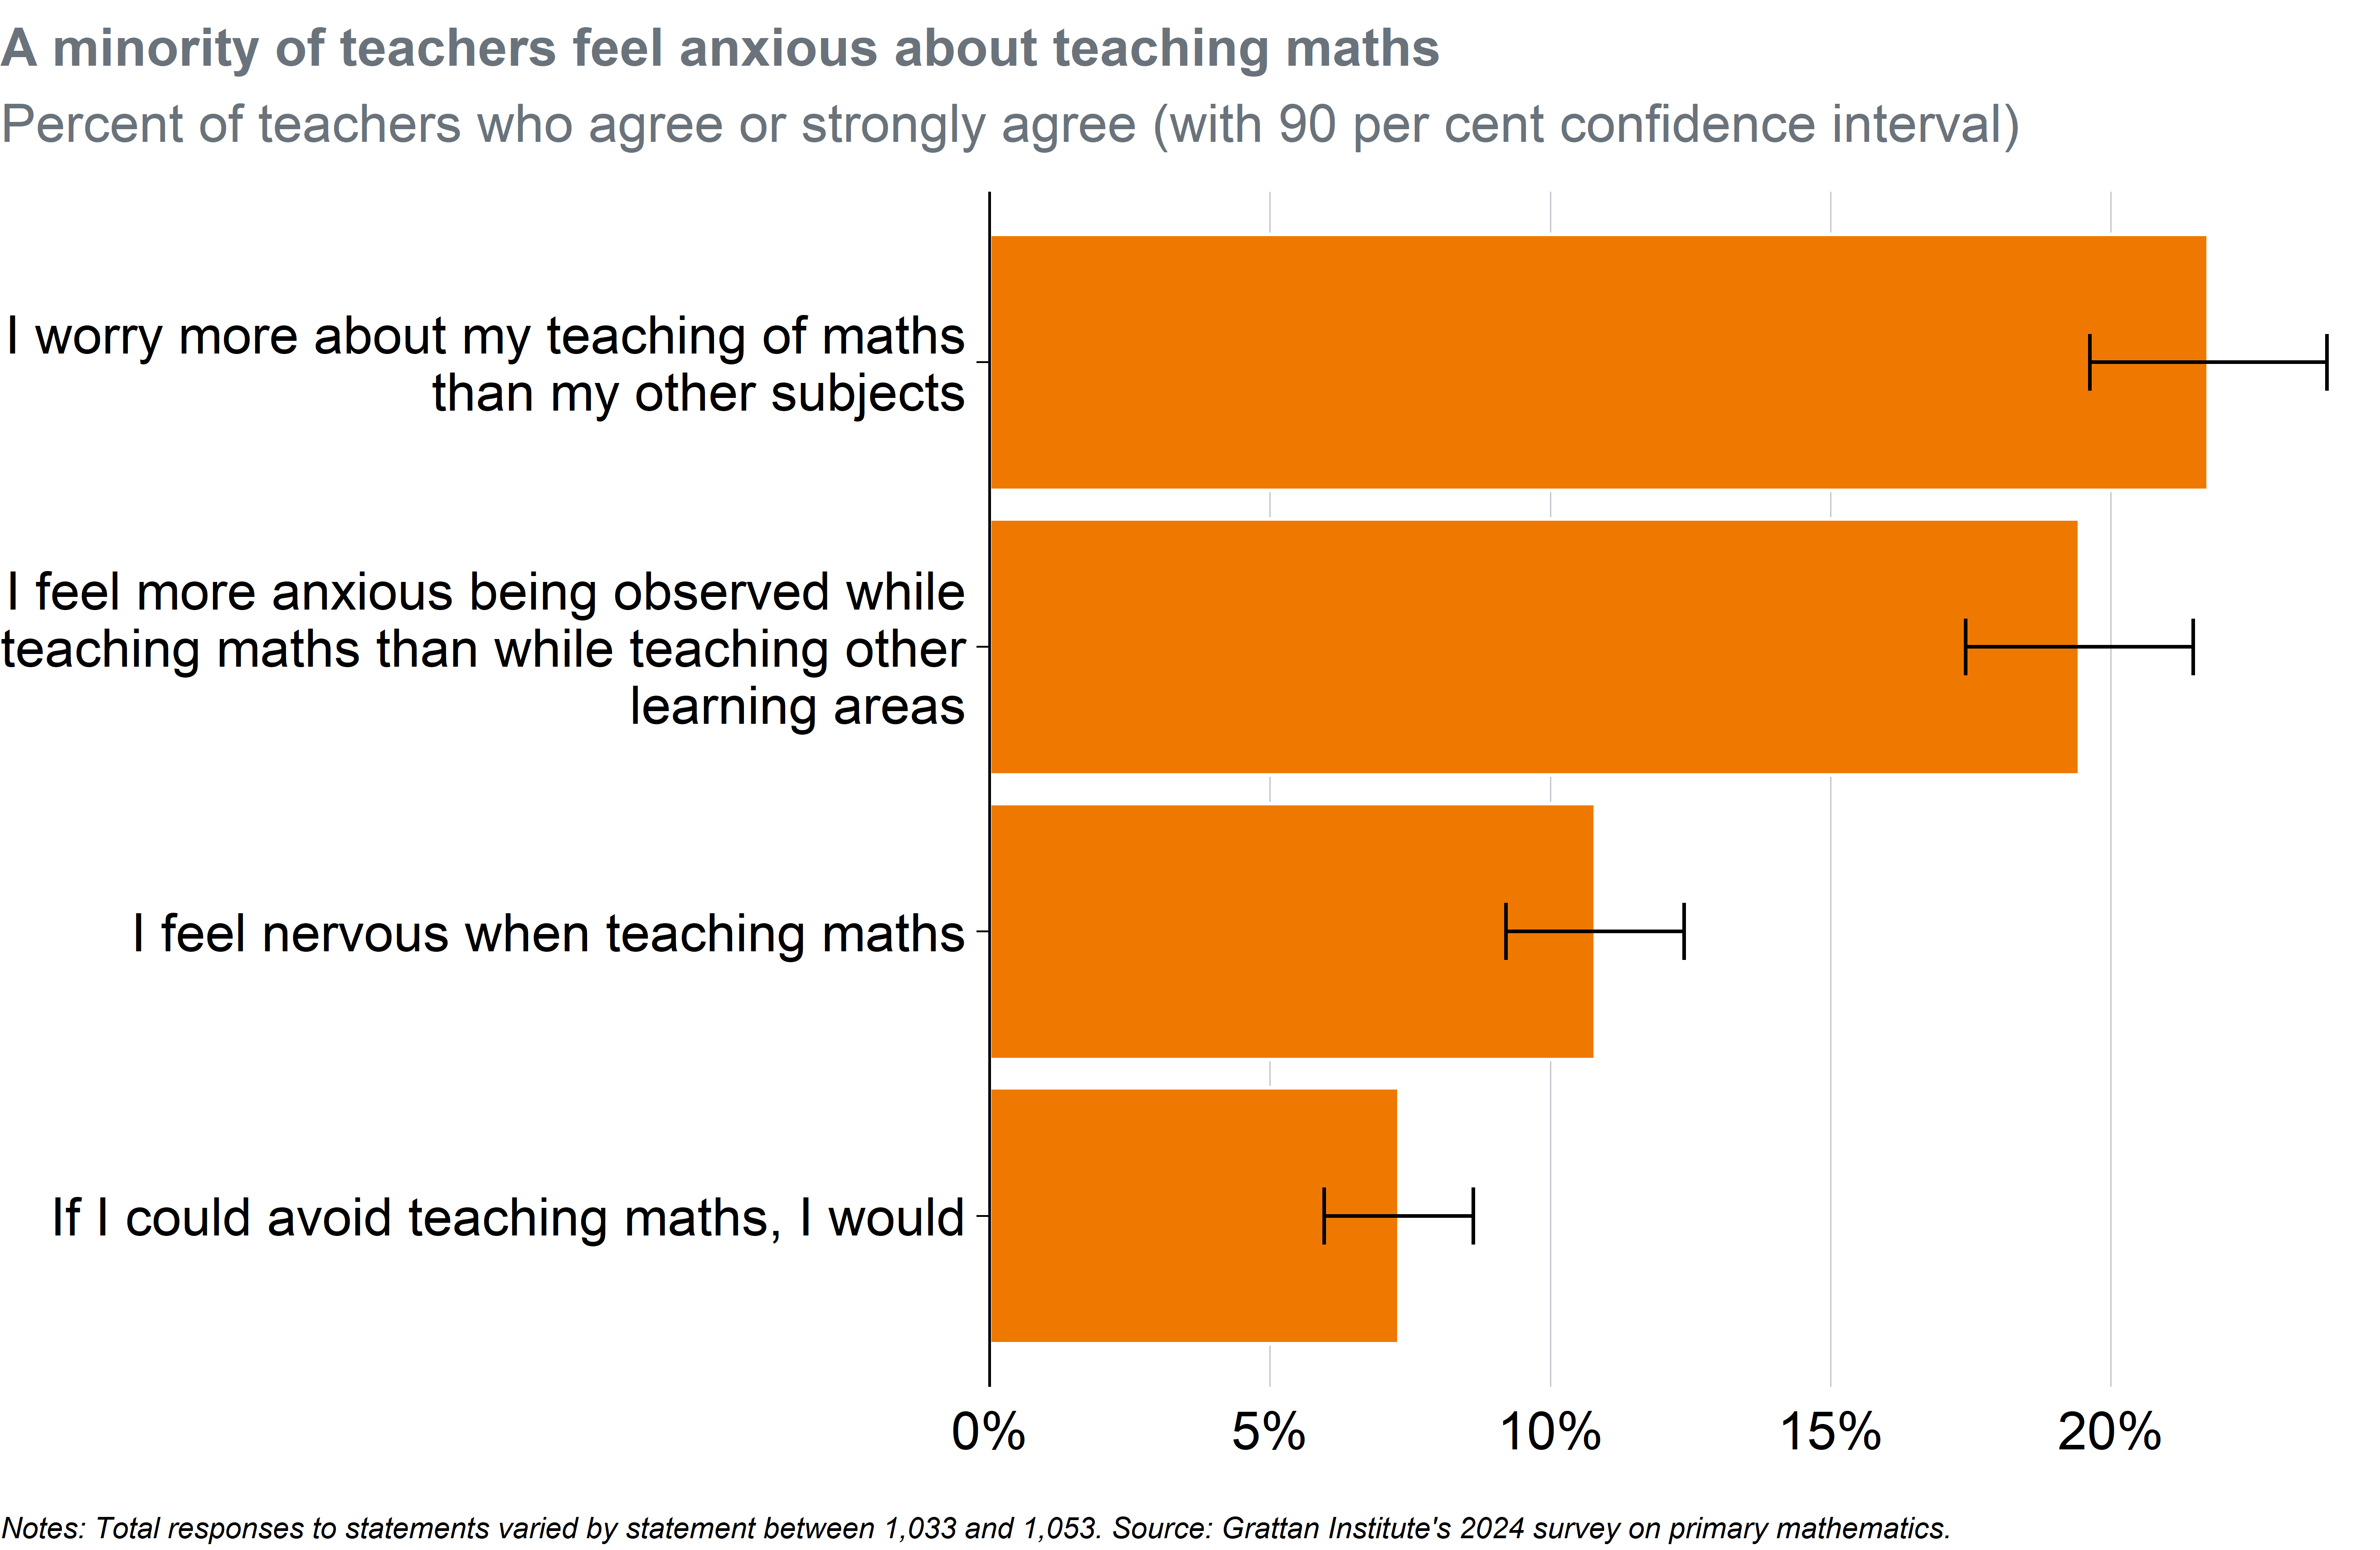 A minority of teachers feel anxious about teaching maths
Percent of teachers who agree or strongly agree (with 90 per cent confidence interval)
I worry more about my teaching of maths
than my other subjects
I feel more anxious being observed while
teaching maths than while teaching other
learning areas
I feel nervous when teaching maths
If I could avoid teaching maths, I would
0% 5% 10% 15% 20%
Notes: Total responses to statements varied by statement between 1,033 and 1,053. Source: Grattan Institute's 2024 survey on primary mathematics.